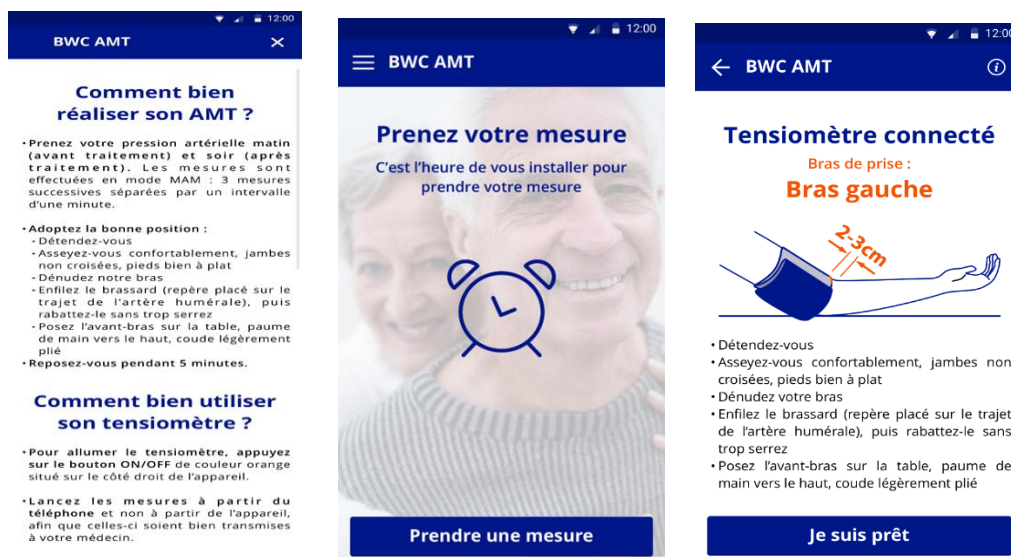 12:00
BWC AMT
Comment bien
réaliser son AMT ?
• Prenez votre pression artérielle matin
(avant traitement) et soir (après
traitement). Les mesures sont
effectuées en mode MAM : 3 mesures
successives séparées par un intervalle
d'une minute.
• Adoptez la bonne position :
- Détendez-vous
- Asseyez-vous confortablement, jambes
non croisées, pieds bien à plat
- Dénudez notre bras
- Enfilez le brassard (repère placé sur le
trajet de l'artère humérale), puis
rabattez-le sans trop serrez
- Posez l'avant-bras sur la table, paume
de main vers le haut, coude légèrement
plié
• Reposez-vous pendant 5 minutes.
Comment bien utiliser
son tensiomètre ?
• Pour allumer le tensiomètre, appuyez
sur le bouton ON/OFF de couleur orange
situé sur le côté droit de l'appareil.
• Lancez les mesures à partir du
téléphone et non à partir de l'appareil,
afin que celles-ci soient bien transmises
à votre médecin.
12:00
BWC AMT
Prenez votre mesure
C'est l'heure de vous installer pour
prendre votre mesure
Prendre une mesure
12:00
BWC AMT
Tensiomètre connecté
Bras de prise :
Bras gauche
2-3cm
• Détendez-vous
• Asseyez-vous confortablement, jambes non
croisées, pieds bien à plat
• Dénudez votre bras
• Enfilez le brassard (repère placé sur le trajet
de l'artère humérale), puis rabattez-le sans
trop serrez
• Posez l'avant-bras sur la table, paume de
main vers le haut, coude légèrement plié
Je suis prêt